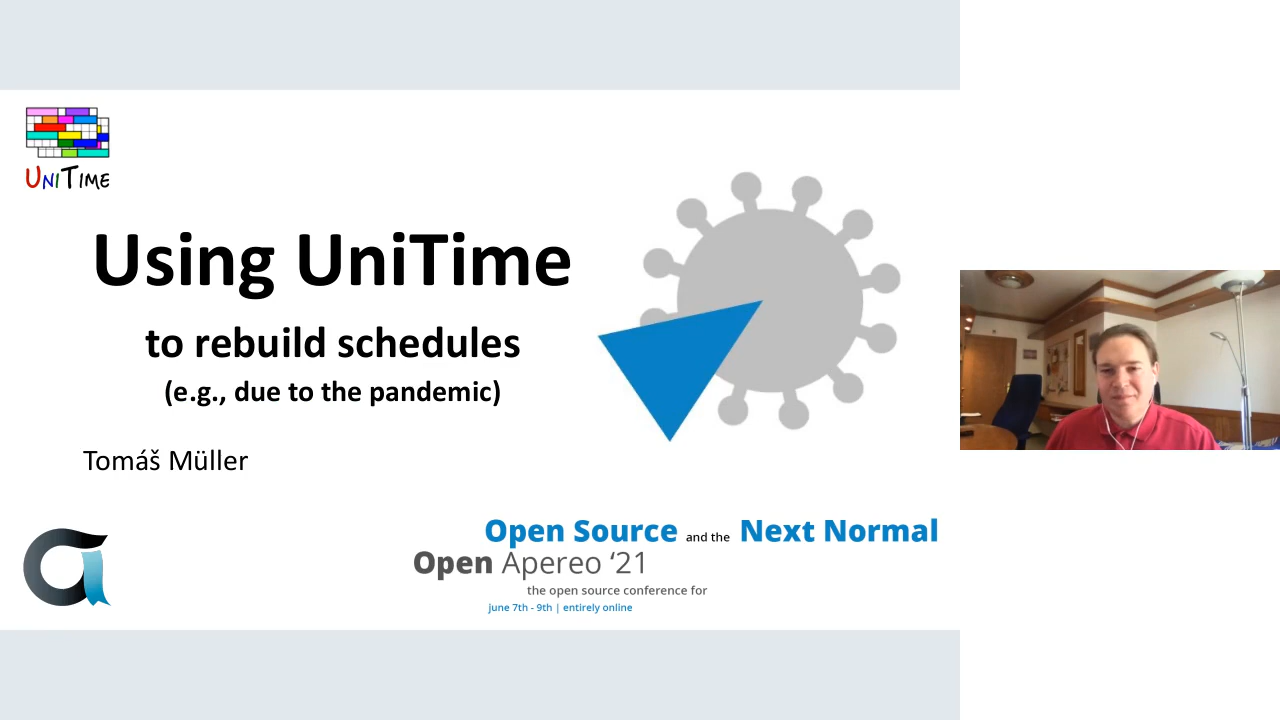 UniTime
Using UniTime
to rebuild schedules
(e.g., due to the pandemic)
Tomáš Müller
Open Source and the Next Normal
Open Apereo ‘21
the open source conference for
june 7th - 9th | entirely online